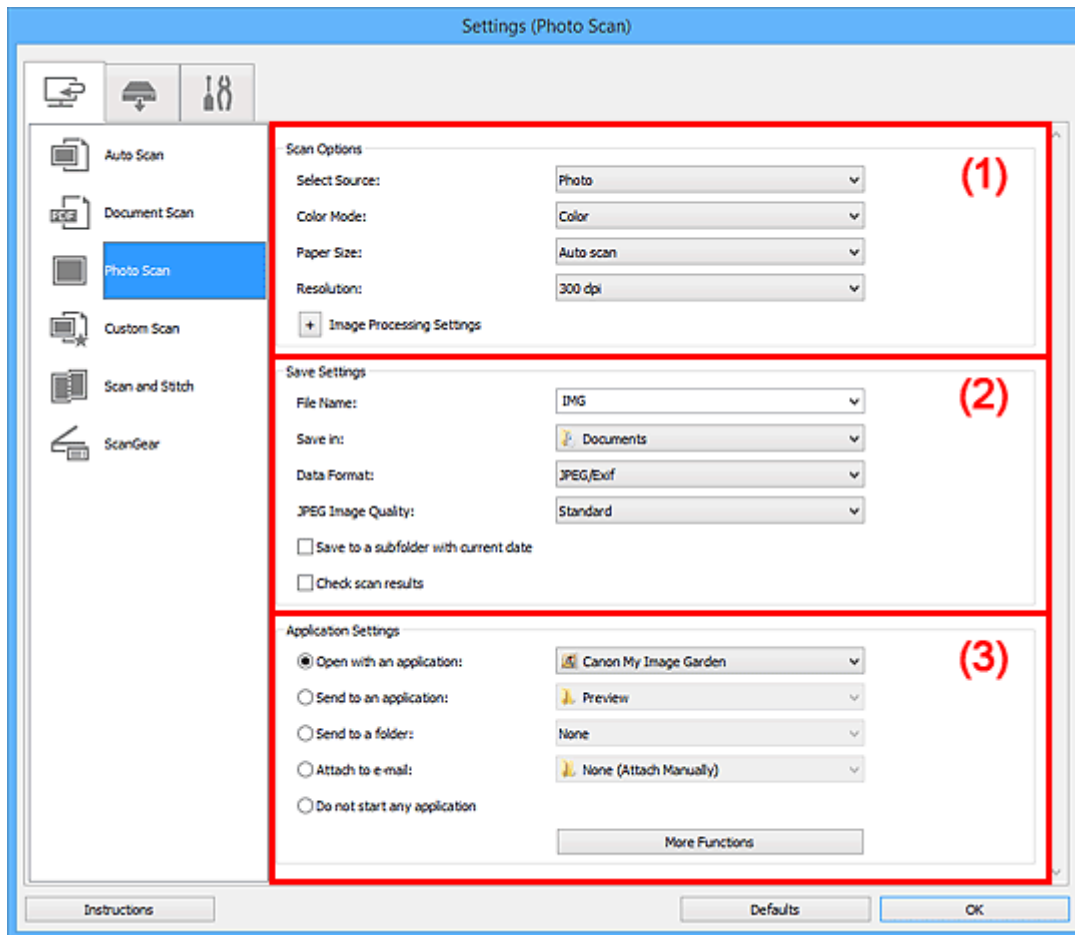 Settings (Photo Scan)
Auto Scan
Document Scan
Photo Scan
Custom Scan
Scan and Stitch
ScanGear
Scan Options
(1)
Select Source: Photo
Color Mode: Color
Paper Size: Auto scan
Resolution: 300 dpi
+ Image Processing Settings
Save Settings
(2)
File Name: IMG
Save in: Documents
Data Format: JPEG/Exif
JPEG Image Quality: Standard
Save to a subfolder with current date
Check scan results
Application Settings
(3)
Open with an application: Canon My Image Garden
Send to an application: Preview
Send to a folder: None
Attach to e-mail: None (Attach Manually)
Do not start any application
More Functions
Instructions Defaults OK